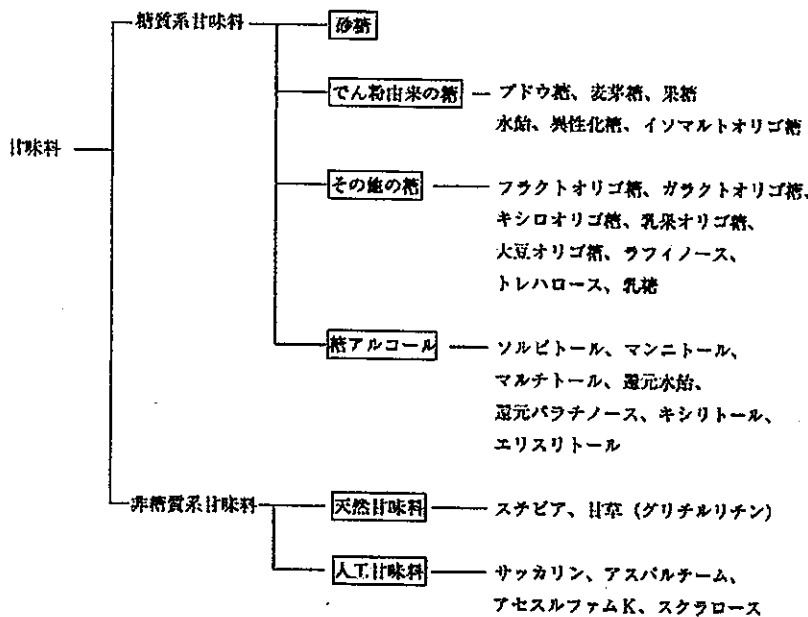 糖質系甘味料
砂糖
でん粉由来の糖
ブドウ糖、麦芽糖、果糖
水飴、異性化糖、イソマルトオリゴ糖
甘味料
その他の糖
フラクトオリゴ糖、ガラクトオリゴ糖、
キシロオリゴ糖、乳果オリゴ糖、
大豆オリゴ糖、ラフィノース、
トレハロース、乳糖
糖アルコール
ソルビトール、マンニトール、
マルチトール、還元水飴、
還元パラチノース、キシリトール、
エリスリトール
非糖質系甘味料
天然甘味料
ステビア、甘草(グリチルリチン)
人工甘味料
サッカリン、アスパルテーム、
アセスルファムK、スクラロース